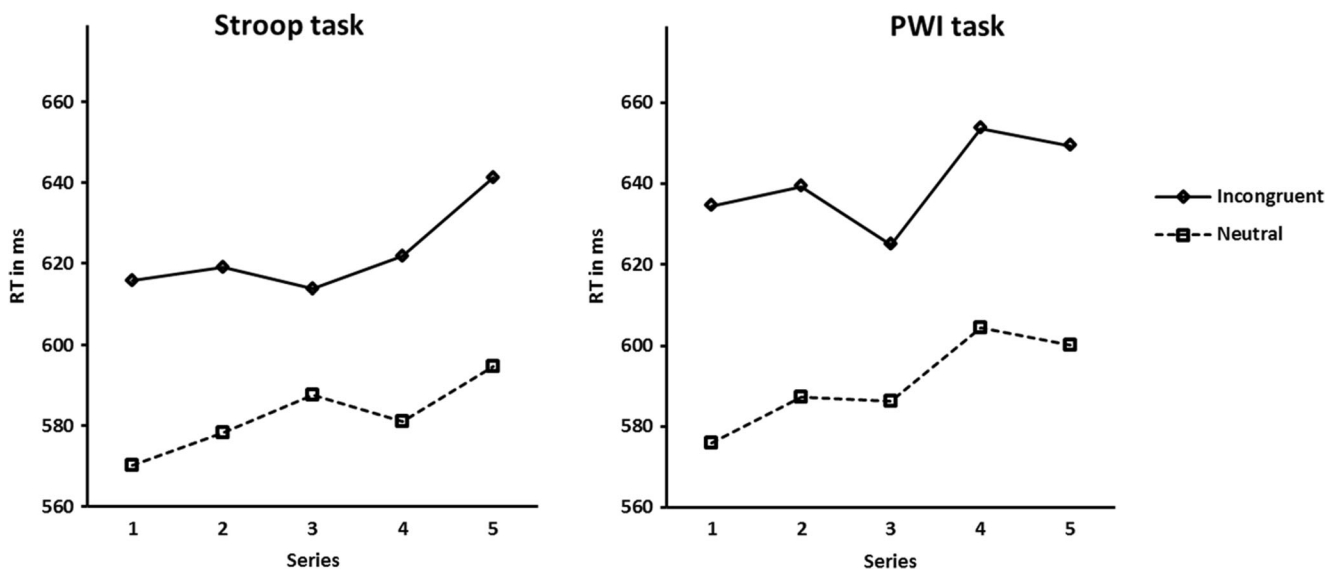 Stroop task
RT in ms
660
640
620
600
580
560
1 2 3 4 5
Series
PWI task
RT in ms
660
640
620
600
580
560
1 2 3 4 5
Series
Incongruent
Neutral